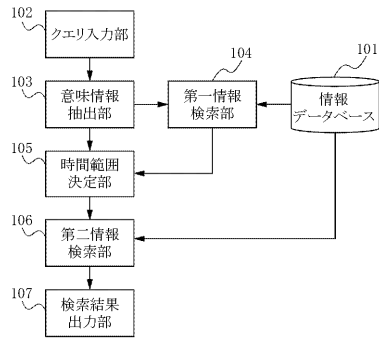 102
クエリ入力部
103
意味情報
抽出部
104
第一情報
検索部
101
情報
データベース
105
時間範囲
決定部
106
第二情報
検索部
107
検索結果
出力部